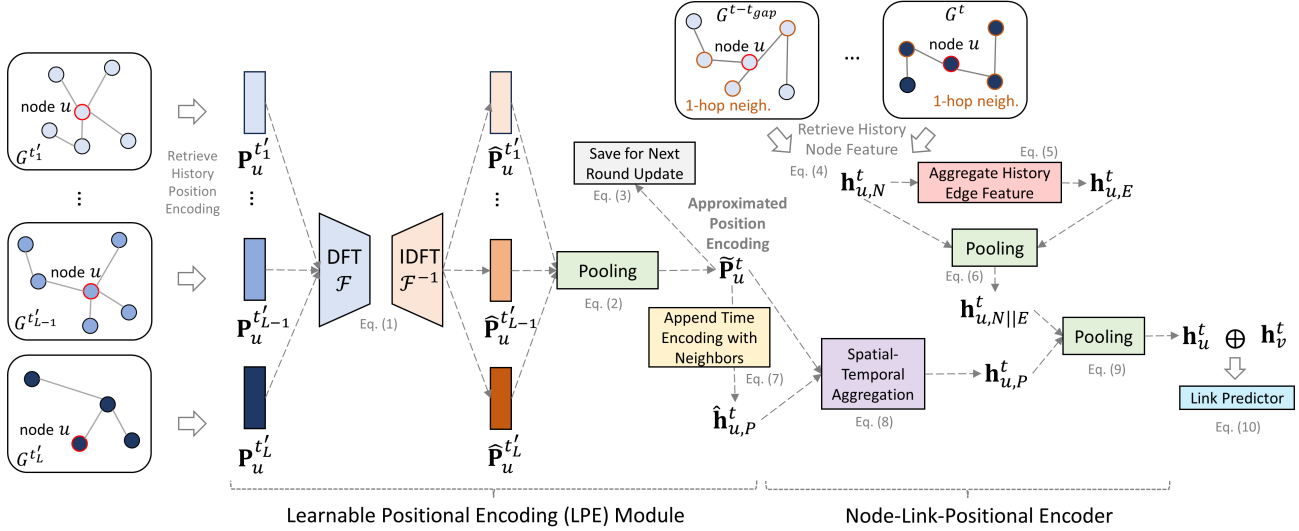 G^{t'_1}
node u
⋮
G^{t'_{L-1}}
node u
G^{t'_L}
node u
Retrieve
History
Position
Encoding
P_u^{t'_1}
⋮
P_u^{t'_{L-1}}
P_u^{t'_L}
DFT
ℱ
IDFT
ℱ^{-1}
Eq. (1)
P̂_u^{t'_1}
⋮
P̂_u^{t'_{L-1}}
P̂_u^{t'_L}
Pooling
Eq. (2)
Save for Next
Round Update
Eq. (3)
Approximated
Position
Encoding
P̃_u^t
Append Time
Encoding with
Neighbors
Eq. (7)
ĥ_{u,P}^t
G^{t-t_{gap}}
node u
1-hop neigh.
...
G^t
node u
1-hop neigh.
Retrieve History
Node Feature
Eq. (4)
h_{u,N}^t
Aggregate History
Edge Feature
Eq. (5)
h_{u,E}^t
Pooling
Eq. (6)
h_{u,N||E}^t
Spatial-
Temporal
Aggregation
Eq. (8)
h_{u,P}^t
Pooling
Eq. (9)
h_u^t ⊕ h_v^t
Link Predictor
Eq. (10)
Learnable Positional Encoding (LPE) Module
Node-Link-Positional Encoder